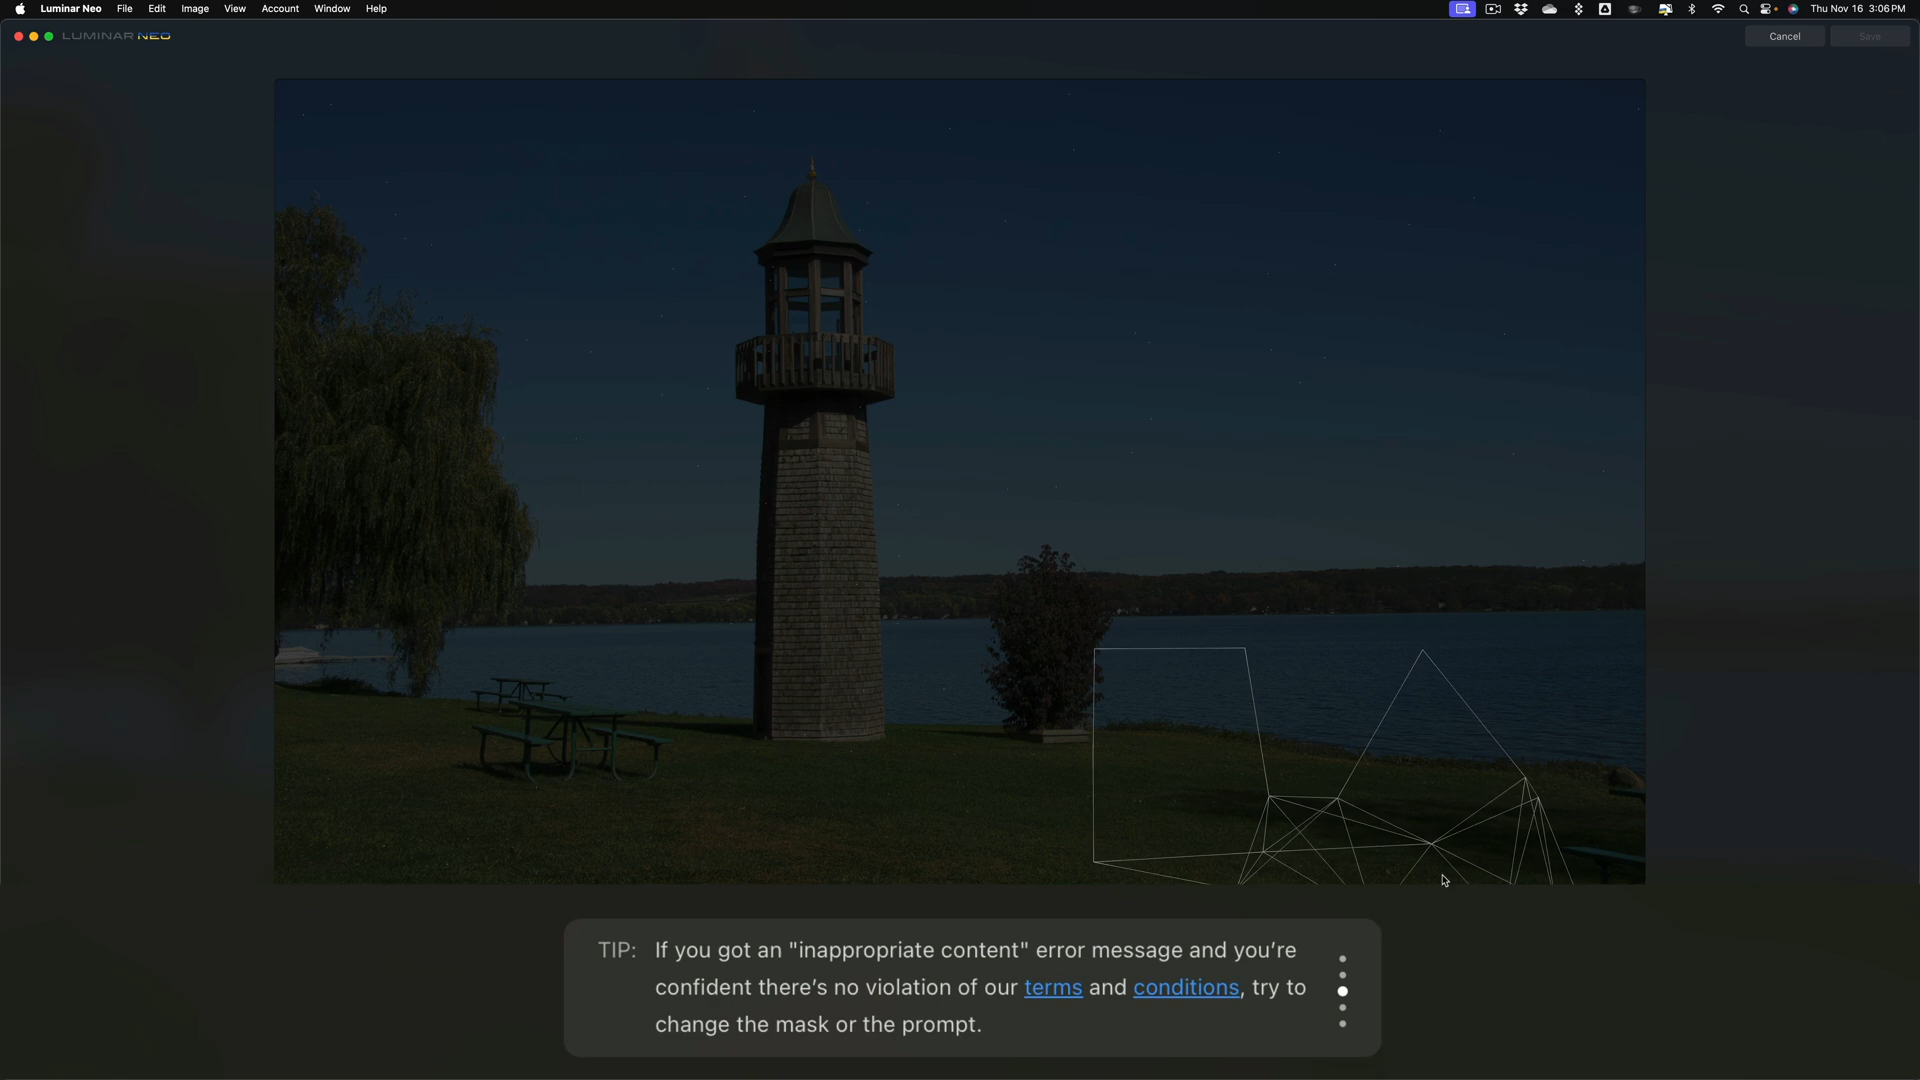 Luminar Neo File Edit Image View Account Window Help Thu Nov 16 3:06 PM
LUMINAR NEO Cancel Save
TIP: If you got an "inappropriate content" error message and you’re
confident there’s no violation of our terms and conditions, try to
change the mask or the prompt.